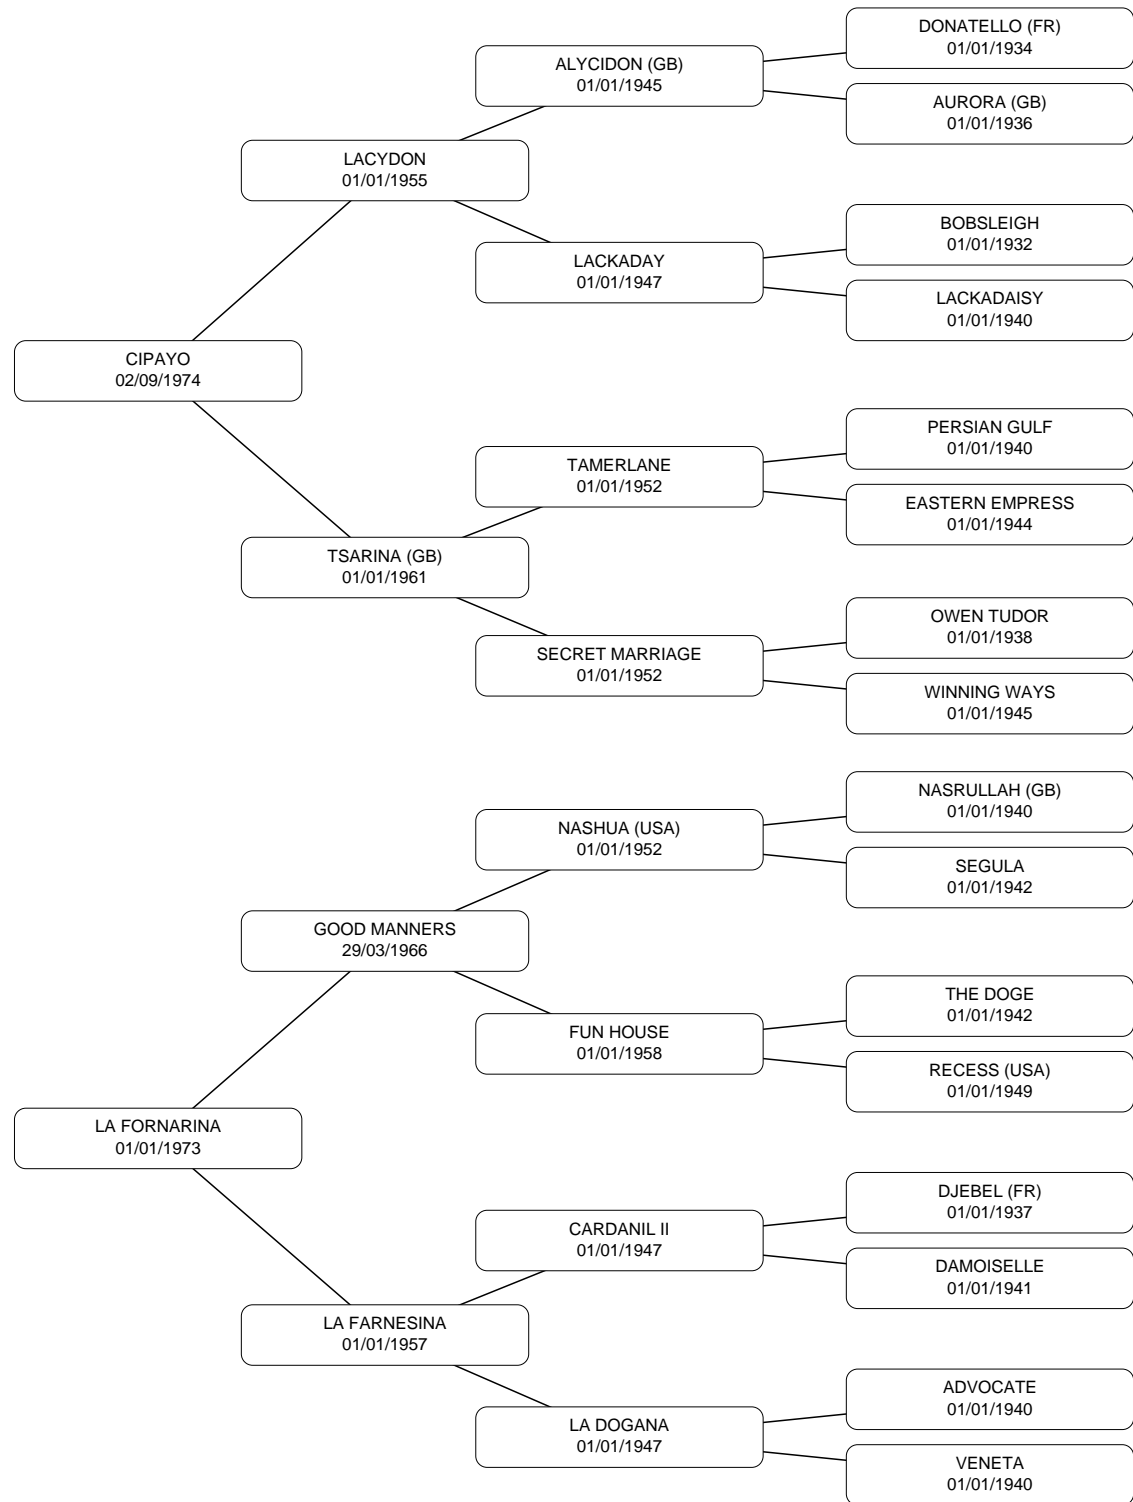 DONATELLO (FR)
01/01/1934
ALYCIDON (GB)
01/01/1945
AURORA (GB)
01/01/1936
LACYDON
01/01/1955
BOBSLEIGH
01/01/1932
LACKADAY
01/01/1947
LACKADAISY
01/01/1940
CIPAYO
02/09/1974
PERSIAN GULF
01/01/1940
TAMERLANE
01/01/1952
EASTERN EMPRESS
01/01/1944
TSARINA (GB)
01/01/1961
OWEN TUDOR
01/01/1938
SECRET MARRIAGE
01/01/1952
WINNING WAYS
01/01/1945
NASRULLAH (GB)
01/01/1940
NASHUA (USA)
01/01/1952
SEGULA
01/01/1942
GOOD MANNERS
29/03/1966
THE DOGE
01/01/1942
FUN HOUSE
01/01/1958
RECESS (USA)
01/01/1949
LA FORNARINA
01/01/1973
DJEBEL (FR)
01/01/1937
CARDANIL II
01/01/1947
DAMOISELLE
01/01/1941
LA FARNESINA
01/01/1957
ADVOCATE
01/01/1940
LA DOGANA
01/01/1947
VENETA
01/01/1940